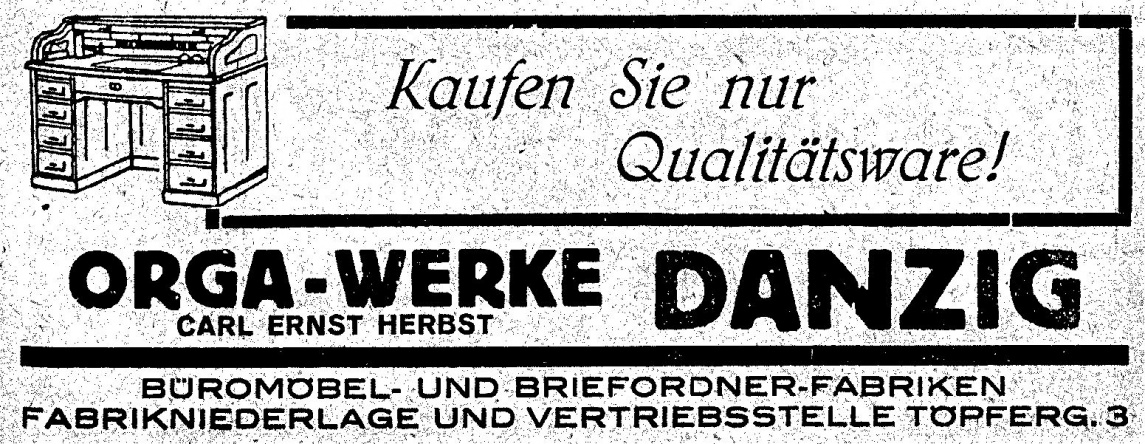 Kaufen Sie nur
Qualitätsware!
ORGA-WERKE DANZIG
CARL ERNST HERBST
BÜROMÖBEL- UND BRIEFORDNER-FABRIKEN
FABRIKNIEDERLAGE UND VERTRIEBSSTELLE TÖPFERG. 3